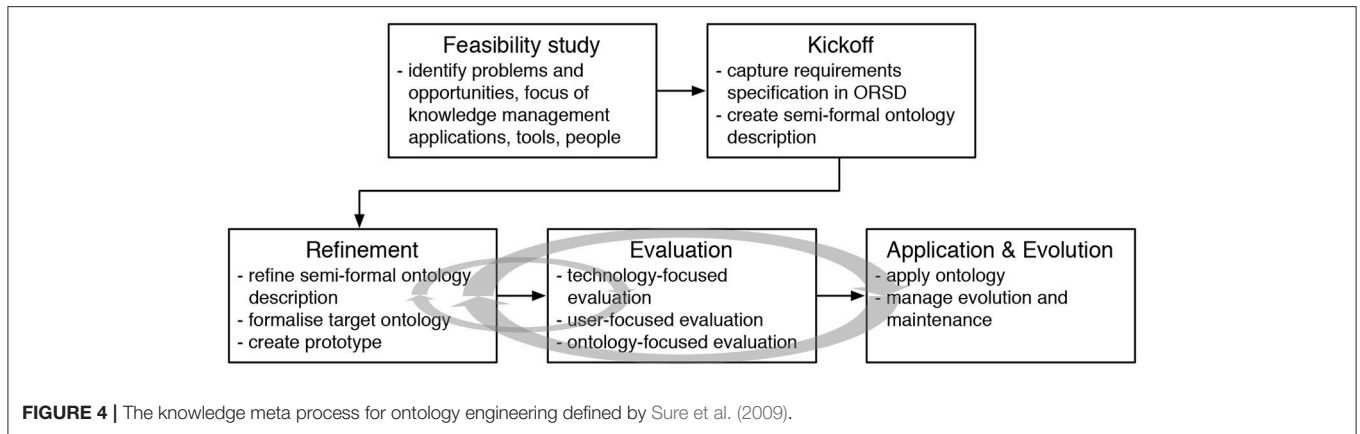 Feasibility study
- identify problems and
opportunities, focus of
knowledge management
applications, tools, people
Kickoff
- capture requirements
specification in ORSD
- create semi-formal ontology
description
Refinement
- refine semi-formal ontology
description
- formalise target ontology
- create prototype
Evaluation
- technology-focused
evaluation
- user-focused evaluation
- ontology-focused evaluation
Application & Evolution
- apply ontology
- manage evolution and
maintenance
FIGURE 4 | The knowledge meta process for ontology engineering defined by Sure et al. (2009).